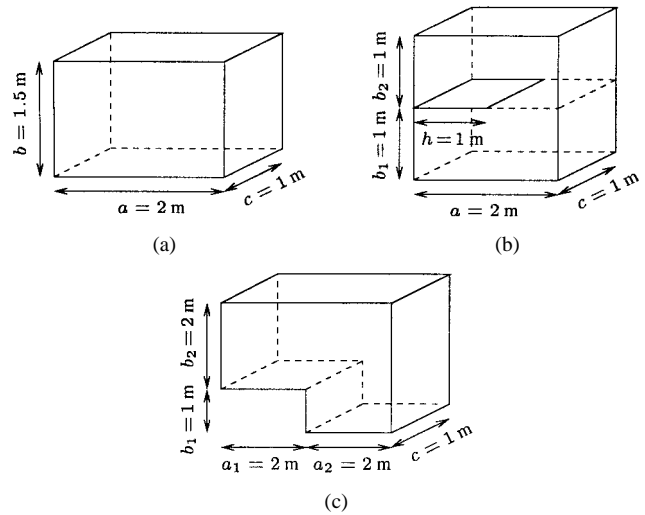 b = 1.5 m
a = 2 m
c = 1 m
(a)
b₂ = 1 m
b₁ = 1 m
h = 1 m
a = 2 m
c = 1 m
(b)
b₂ = 2 m
b₁ = 1 m
a₁ = 2 m
a₂ = 2 m
c = 1 m
(c)